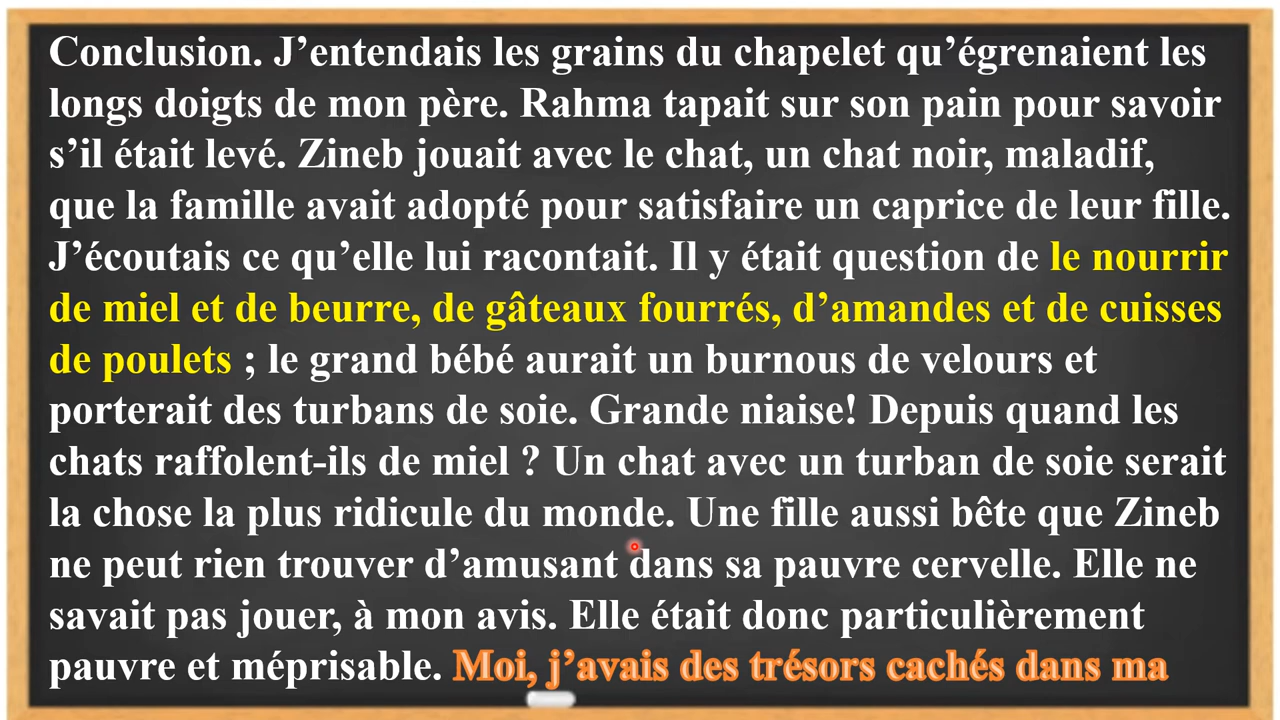 Conclusion. J’entendais les grains du chapelet qu’égrenaient les
longs doigts de mon père. Rahma tapait sur son pain pour savoir
s’il était levé. Zineb jouait avec le chat, un chat noir, maladif,
que la famille avait adopté pour satisfaire un caprice de leur fille.
J’écoutais ce qu’elle lui racontait. Il y était question de le nourrir
de miel et de beurre, de gâteaux fourrés, d’amandes et de cuisses
de poulets ; le grand bébé aurait un burnous de velours et
porterait des turbans de soie. Grande niaise! Depuis quand les
chats raffolent-ils de miel ? Un chat avec un turban de soie serait
la chose la plus ridicule du monde. Une fille aussi bête que Zineb
ne peut rien trouver d’amusant dans sa pauvre cervelle. Elle ne
savait pas jouer, à mon avis. Elle était donc particulièrement
pauvre et méprisable. Moi, j’avais des trésors cachés dans ma